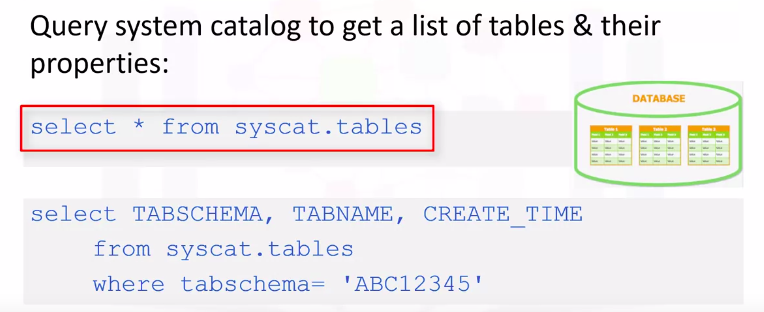 Query system catalog to get a list of tables & their
properties:
select * from syscat.tables
DATABASE
Table 1 Table 2 Table 3
select TABSCHEMA, TABNAME, CREATE_TIME
from syscat.tables
where tabschema= 'ABC12345'